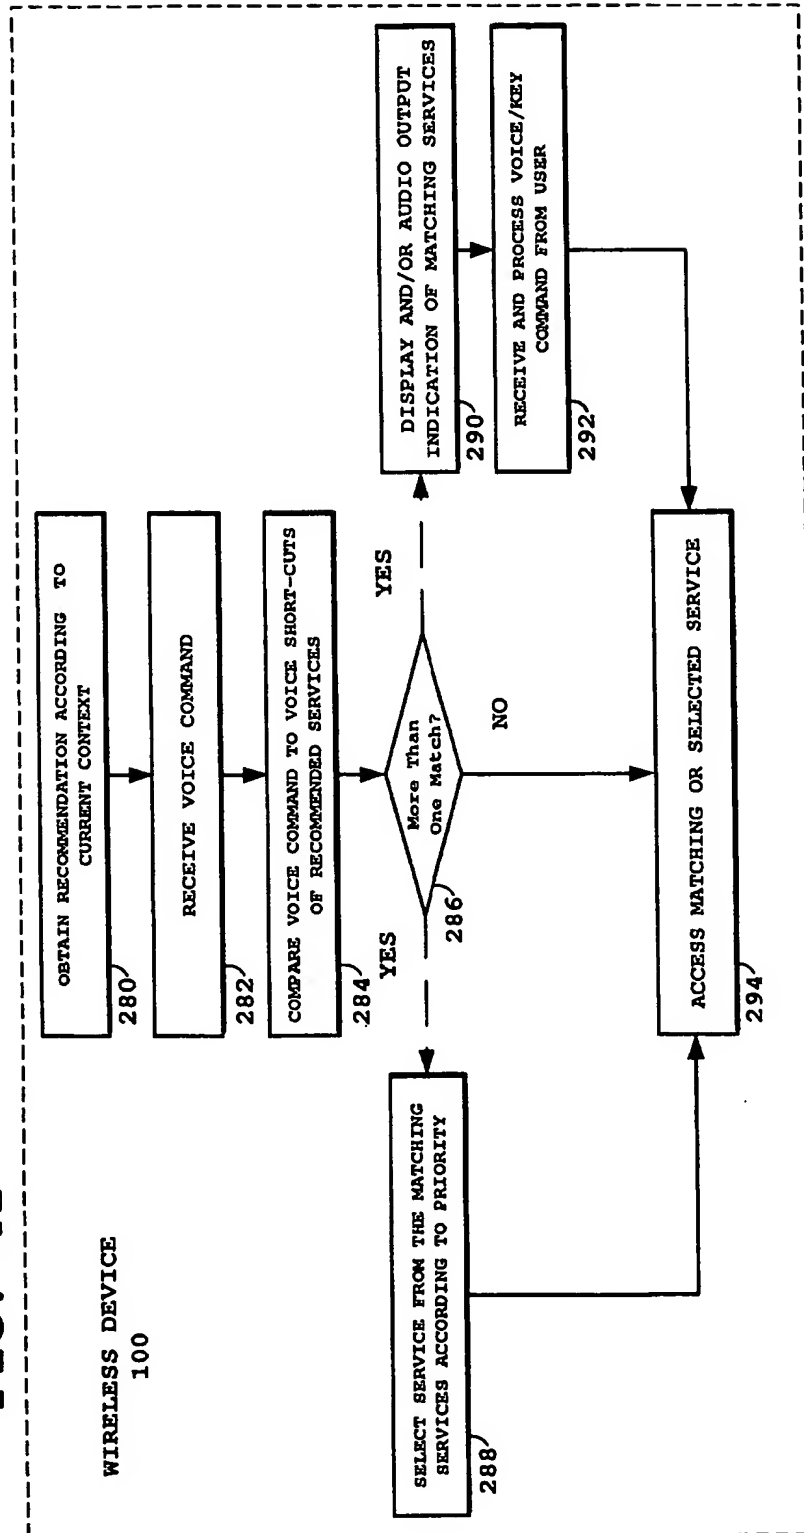 WIRELESS DEVICE
100
OBTAIN RECOMMENDATION ACCORDING TO
CURRENT CONTEXT
280
RECEIVE VOICE COMMAND
282
COMPARE VOICE COMMAND TO VOICE SHORT-CUTS
OF RECOMMENDED SERVICES
284
More Than
One Match?
286
YES
YES
NO
SELECT SERVICE FROM THE MATCHING
SERVICES ACCORDING TO PRIORITY
288
DISPLAY AND/OR AUDIO OUTPUT
INDICATION OF MATCHING SERVICES
290
RECEIVE AND PROCESS VOICE/KEY
COMMAND FROM USER
292
ACCESS MATCHING OR SELECTED SERVICE
294